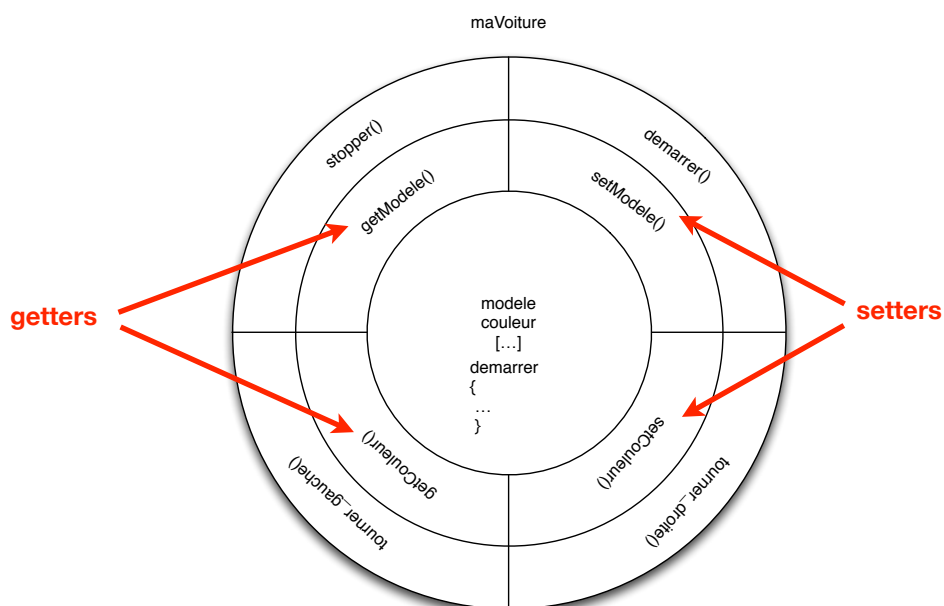 maVoiture
stopper()
demarrer()
getModele()
setModele()
getters
setters
modele
couleur
[…]
demarrer
{
…
}
getCouleur()
setCouleur()
tourner_gauche()
tourner_droite()